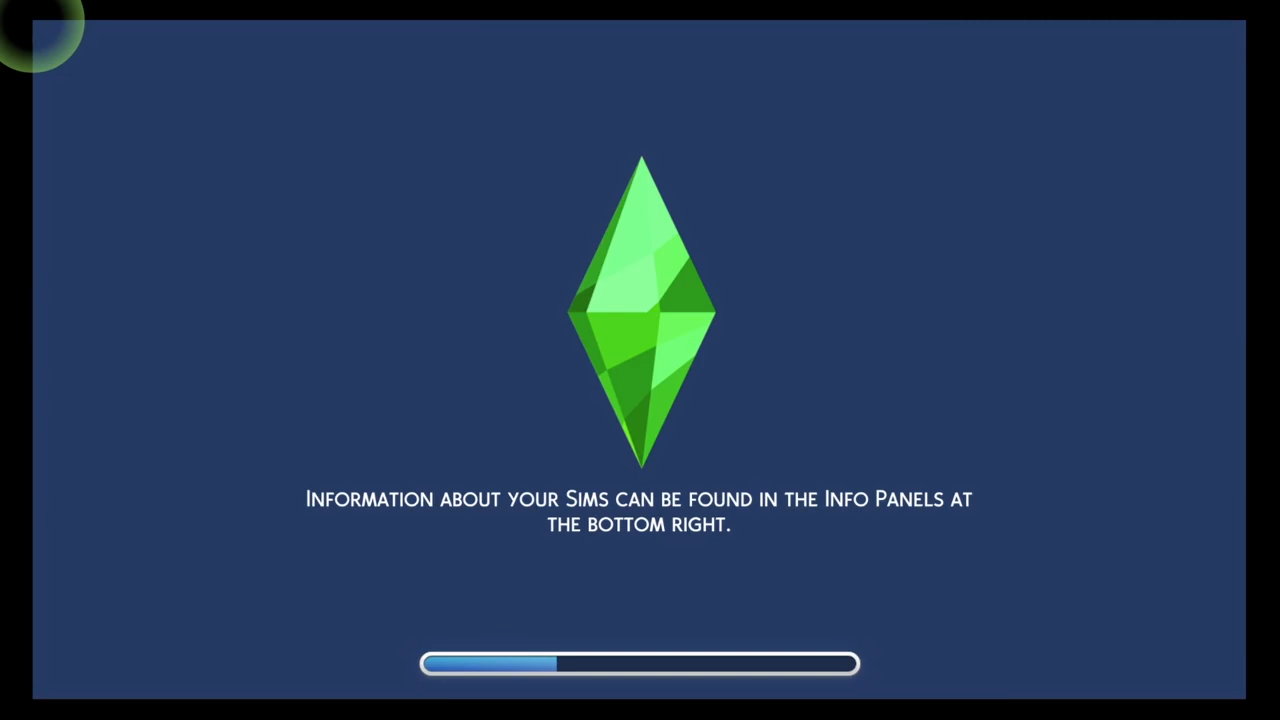 Information about your Sims can be found in the Info Panels at
the bottom right.